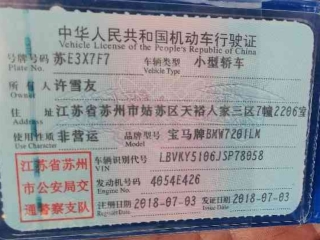 中华人民共和国机动车行驶证
Vehicle License of the People's Republic of China
号牌号码 苏E3X7F7 车辆类型 小型轿车
Plate No. Vehicle Type
所有人 许雪友
Owner
住址 江苏省苏州市姑苏区天裕人家三区7幢2206室
Address
使用性质 非营运 品牌型号 宝马牌BMW7201LM
Use Character Model
江苏省苏州
市公安局交
通警察支队
车辆识别代号 LBVKY5106JSP78058
VIN
发动机号码 4054E426
Engine No.
注册日期 2018-07-03 发证日期 2018-07-03
Register Date Issue Date